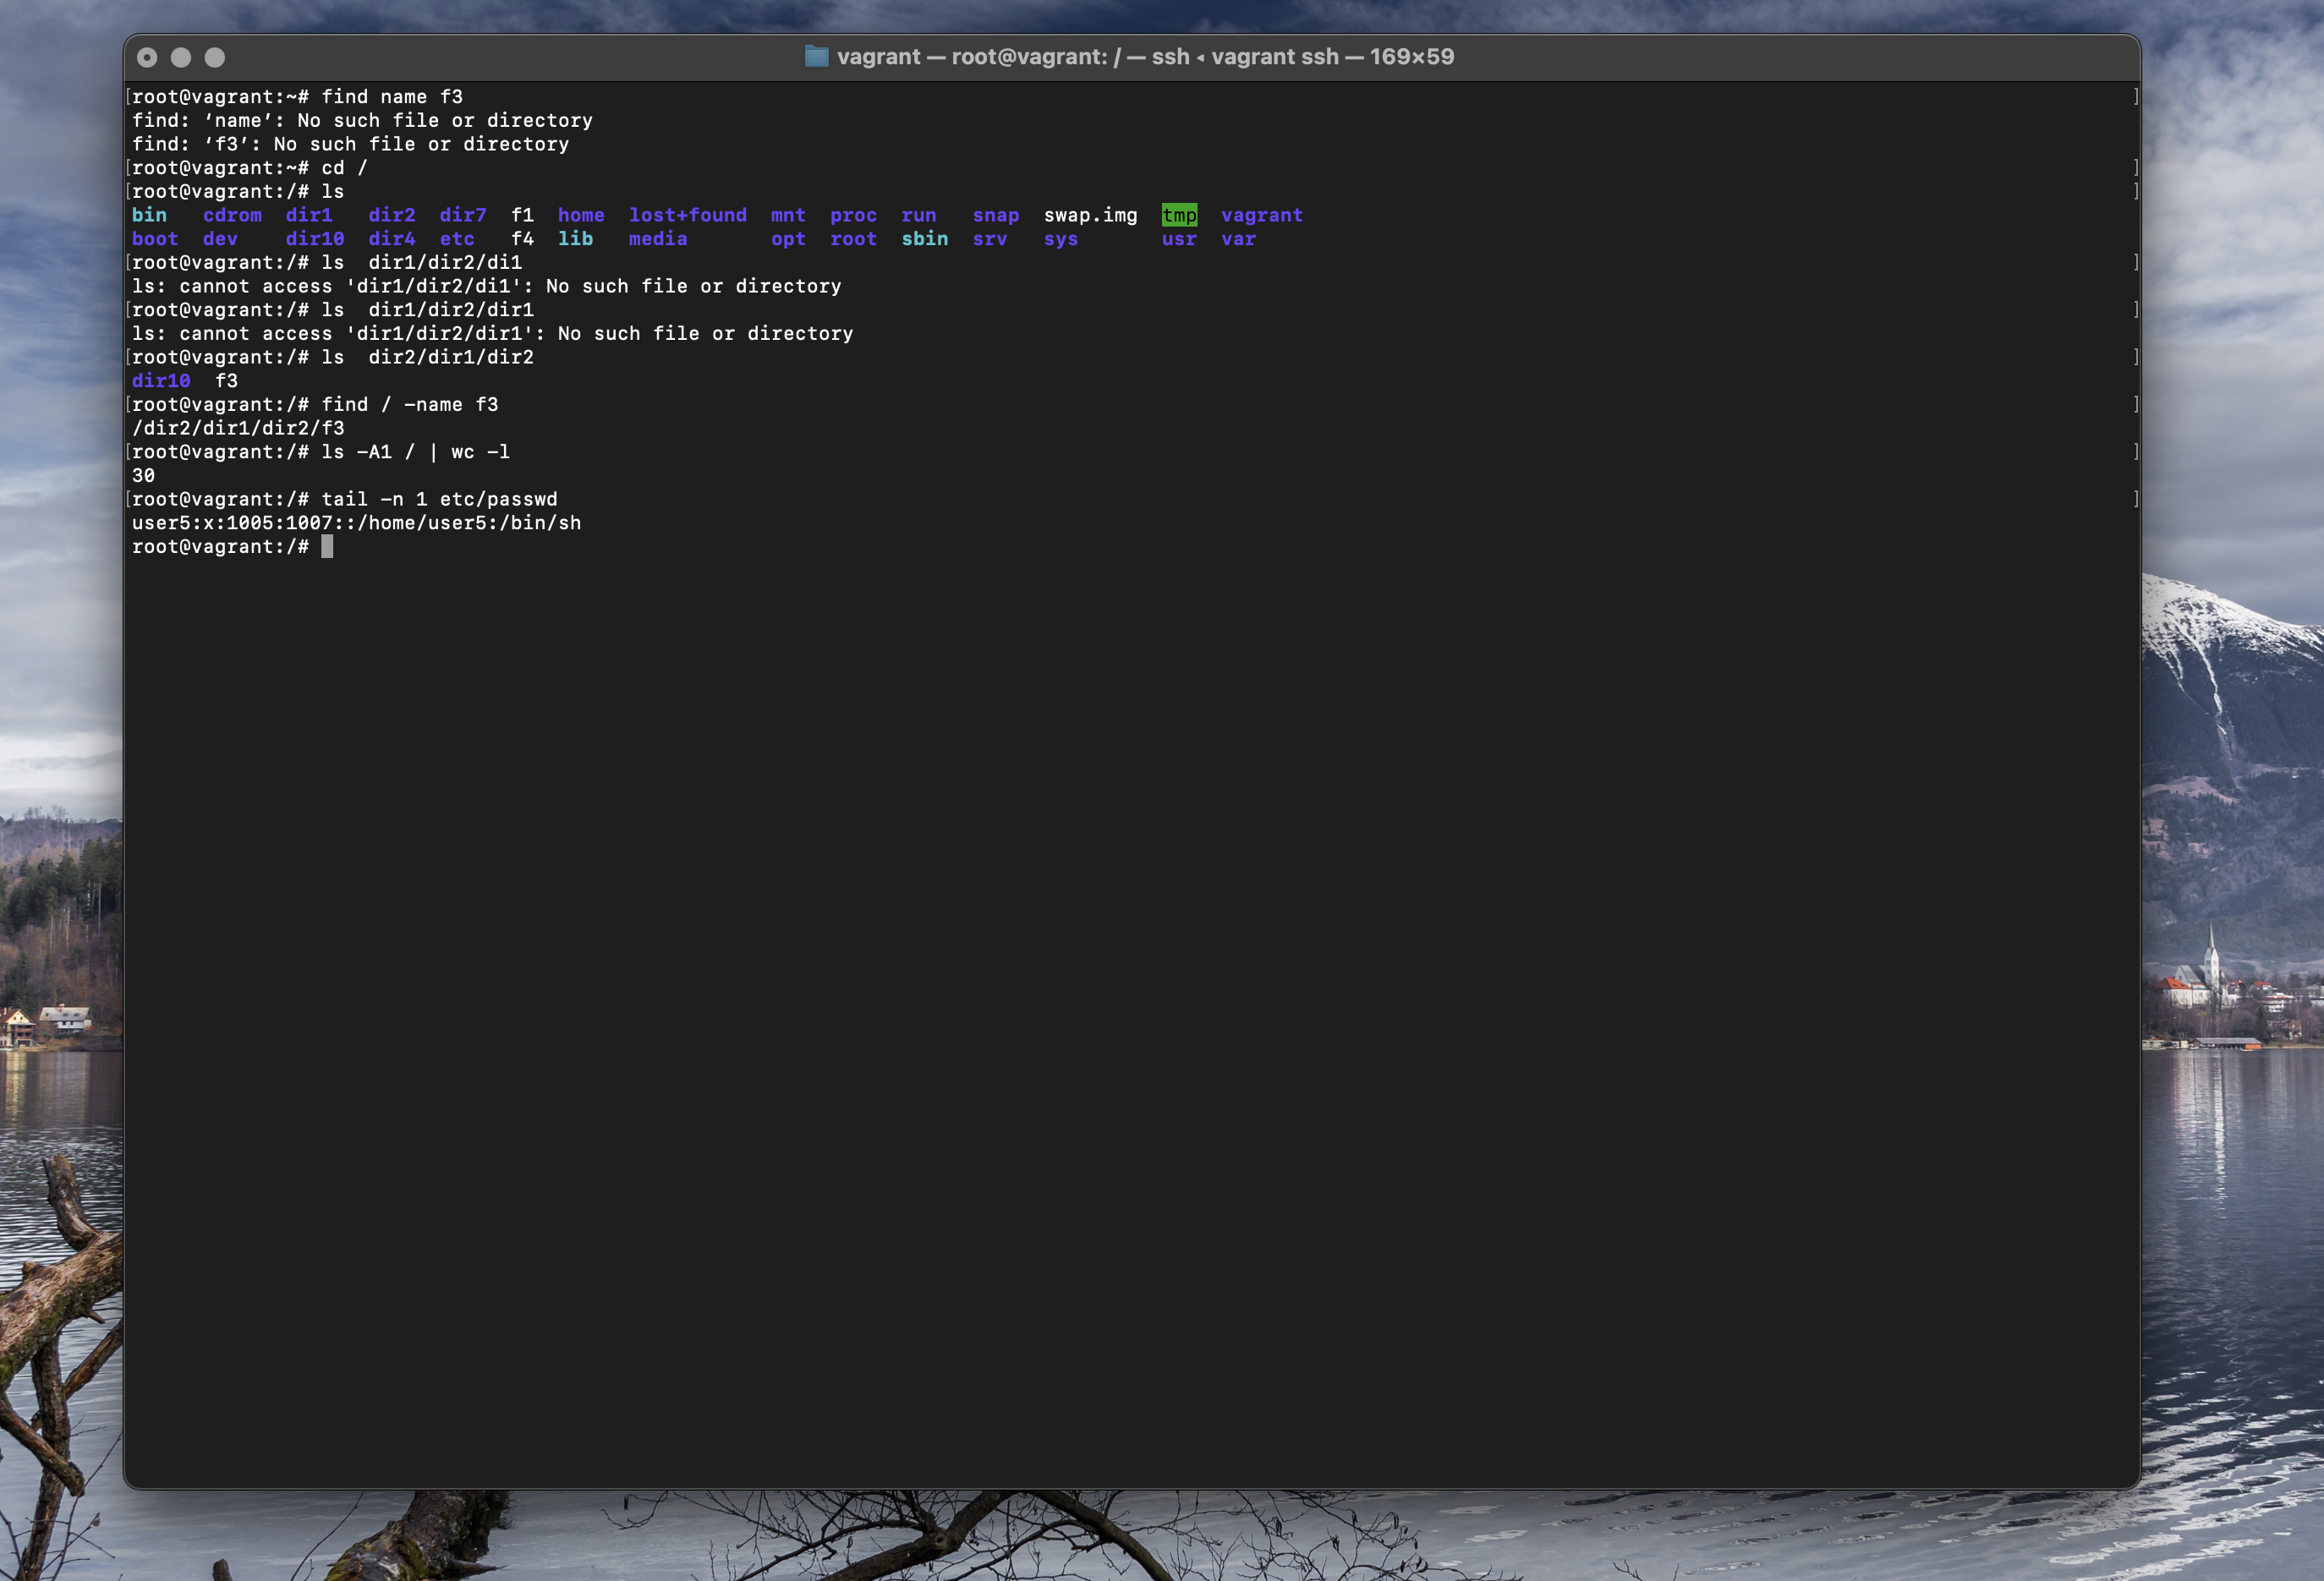 vagrant — root@vagrant: / — ssh ◂ vagrant ssh — 169×59
[root@vagrant:~# find name f3 ]
find: ‘name’: No such file or directory
find: ‘f3’: No such file or directory
[root@vagrant:~# cd / ]
[root@vagrant:/# ls ]
bin cdrom dir1 dir2 dir7 f1 home lost+found mnt proc run snap swap.img tmp vagrant
boot dev dir10 dir4 etc f4 lib media opt root sbin srv sys usr var
[root@vagrant:/# ls  dir1/dir2/di1 ]
ls: cannot access 'dir1/dir2/di1': No such file or directory
[root@vagrant:/# ls  dir1/dir2/dir1 ]
ls: cannot access 'dir1/dir2/dir1': No such file or directory
[root@vagrant:/# ls  dir2/dir1/dir2 ]
dir10 f3
[root@vagrant:/# find / -name f3 ]
/dir2/dir1/dir2/f3
[root@vagrant:/# ls -A1 / | wc -l ]
30
[root@vagrant:/# tail -n 1 etc/passwd ]
user5:x:1005:1007::/home/user5:/bin/sh
root@vagrant:/#